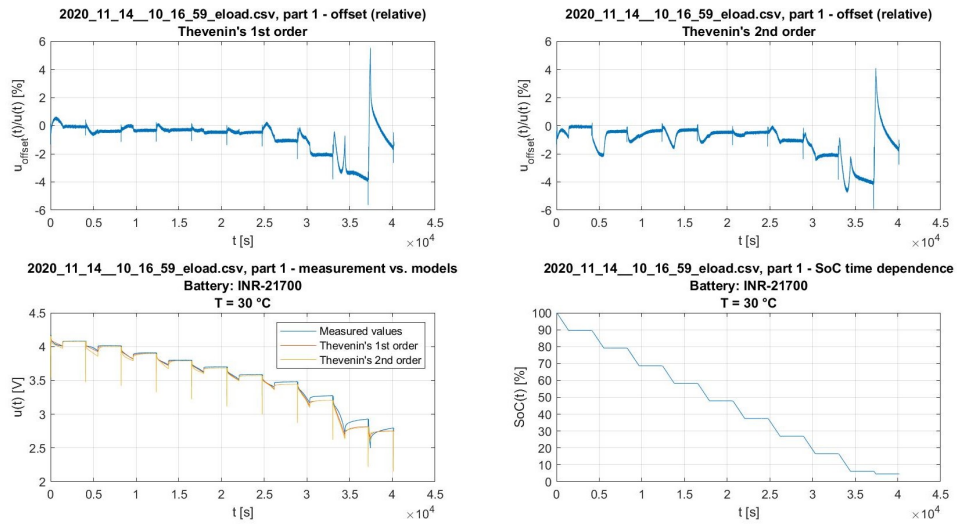 2020_11_14__10_16_59_eload.csv, part 1 - offset (relative)
Thevenin's 1st order
6
4
2
0
-2
-4
-6
u_offset(t)/u(t) [%]
0 0.5 1 1.5 2 2.5 3 3.5 4 4.5
t [s]
×10^4
2020_11_14__10_16_59_eload.csv, part 1 - offset (relative)
Thevenin's 2nd order
6
4
2
0
-2
-4
-6
u_offset(t)/u(t) [%]
0 0.5 1 1.5 2 2.5 3 3.5 4 4.5
t [s]
×10^4
2020_11_14__10_16_59_eload.csv, part 1 - measurement vs. models
Battery: INR-21700
T = 30 °C
4.5
4
3.5
3
2.5
2
u(t) [V]
Measured values
Thevenin's 1st order
Thevenin's 2nd order
0 0.5 1 1.5 2 2.5 3 3.5 4 4.5
t [s]
×10^4
2020_11_14__10_16_59_eload.csv, part 1 - SoC time dependence
Battery: INR-21700
T = 30 °C
100
90
80
70
60
50
40
30
20
10
0
SoC(t) [%]
0 0.5 1 1.5 2 2.5 3 3.5 4 4.5
t [s]
×10^4